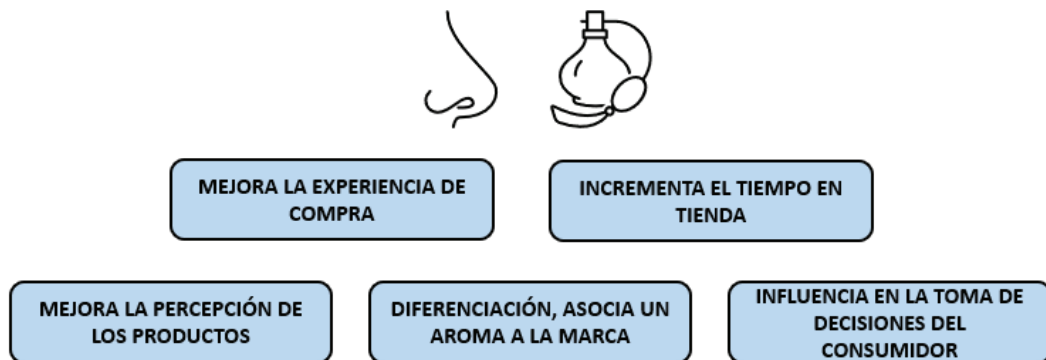 MEJORA LA EXPERIENCIA DE
COMPRA
INCREMENTA EL TIEMPO EN
TIENDA
MEJORA LA PERCEPCIÓN DE
LOS PRODUCTOS
DIFERENCIACIÓN, ASOCIA UN
AROMA A LA MARCA
INFLUENCIA EN LA TOMA DE
DECISIONES DEL
CONSUMIDOR